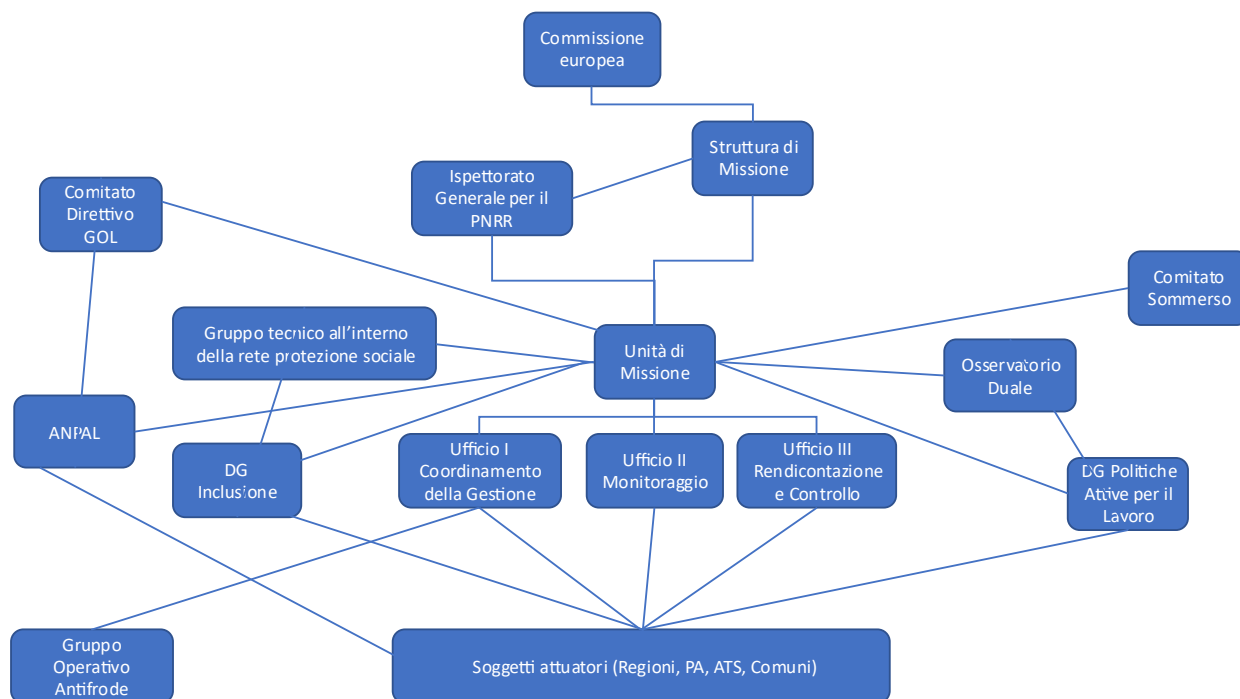 Commissione
europea
Struttura di
Missione
Ispettorato
Generale per il
PNRR
Comitato
Direttivo
GOL
Comitato
Sommerso
Gruppo tecnico all’interno
della rete protezione sociale
Unità di
Missione
Osservatorio
Duale
ANPAL
DG
Inclusione
Ufficio I
Coordinamento
della Gestione
Ufficio II
Monitoraggio
Ufficio III
Rendicontazione
e Controllo
DG Politiche
Attive per il
Lavoro
Gruppo
Operativo
Antifrode
Soggetti attuatori (Regioni, PA, ATS, Comuni)